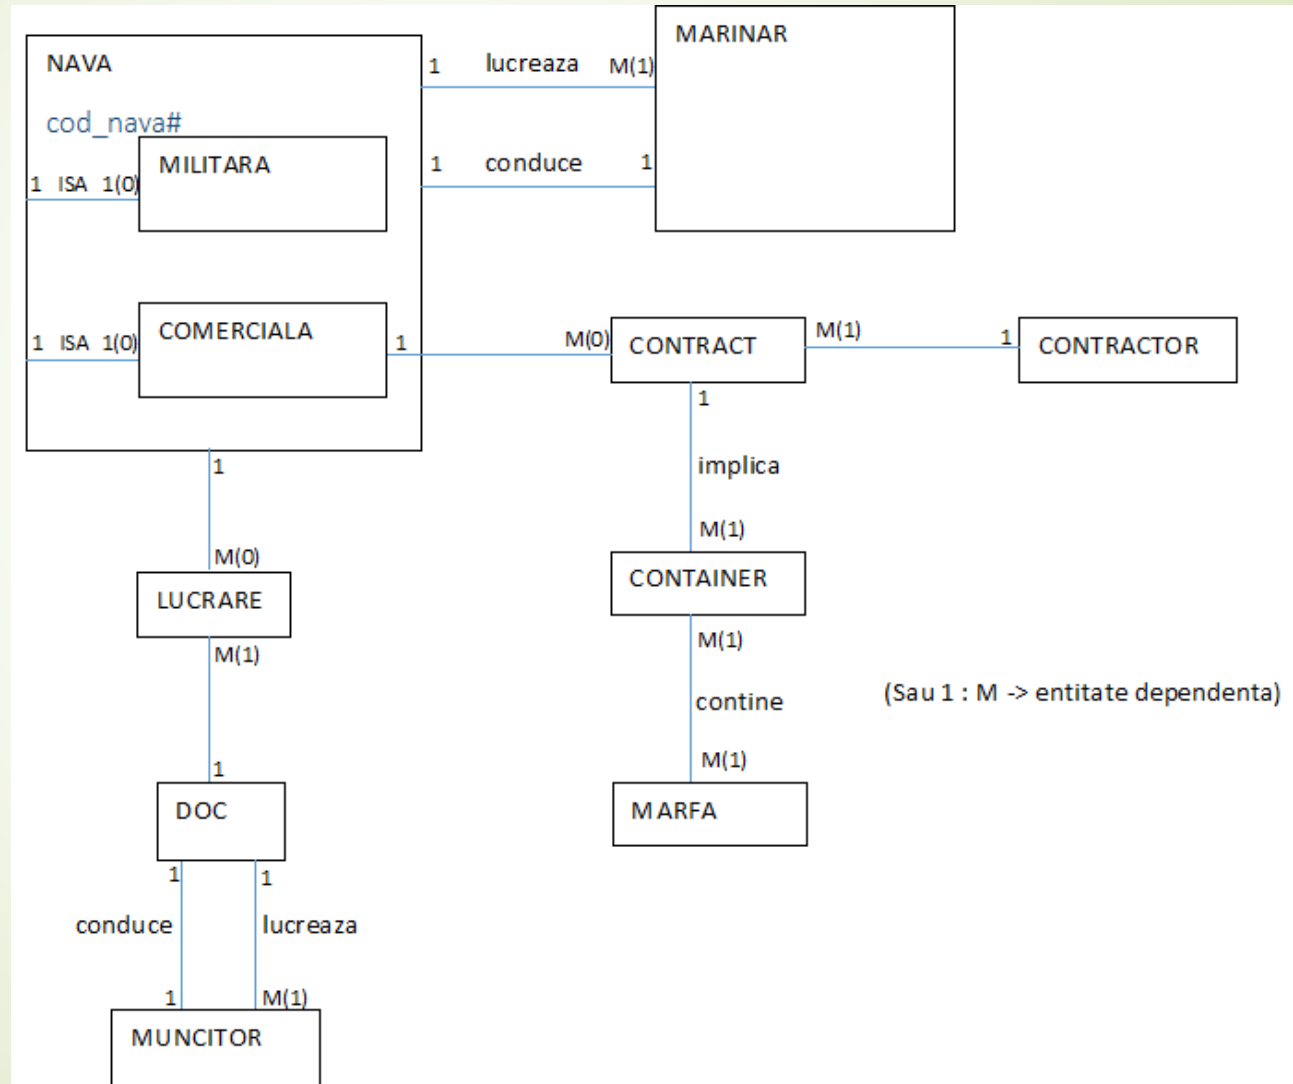 NAVA
cod_nava#
MILITARA
1 ISA 1(0)
COMERCIALA
1 ISA 1(0)
1 lucreaza M(1)
1 conduce 1
MARINAR
1 M(0)
CONTRACT
M(1) 1
CONTRACTOR
1
implica
M(1)
CONTAINER
M(1)
contine
M(1)
MARFA
(Sau 1 : M -> entitate dependenta)
1
M(0)
LUCRARE
M(1)
1
DOC
1 1
conduce lucreaza
1 M(1)
MUNCITOR